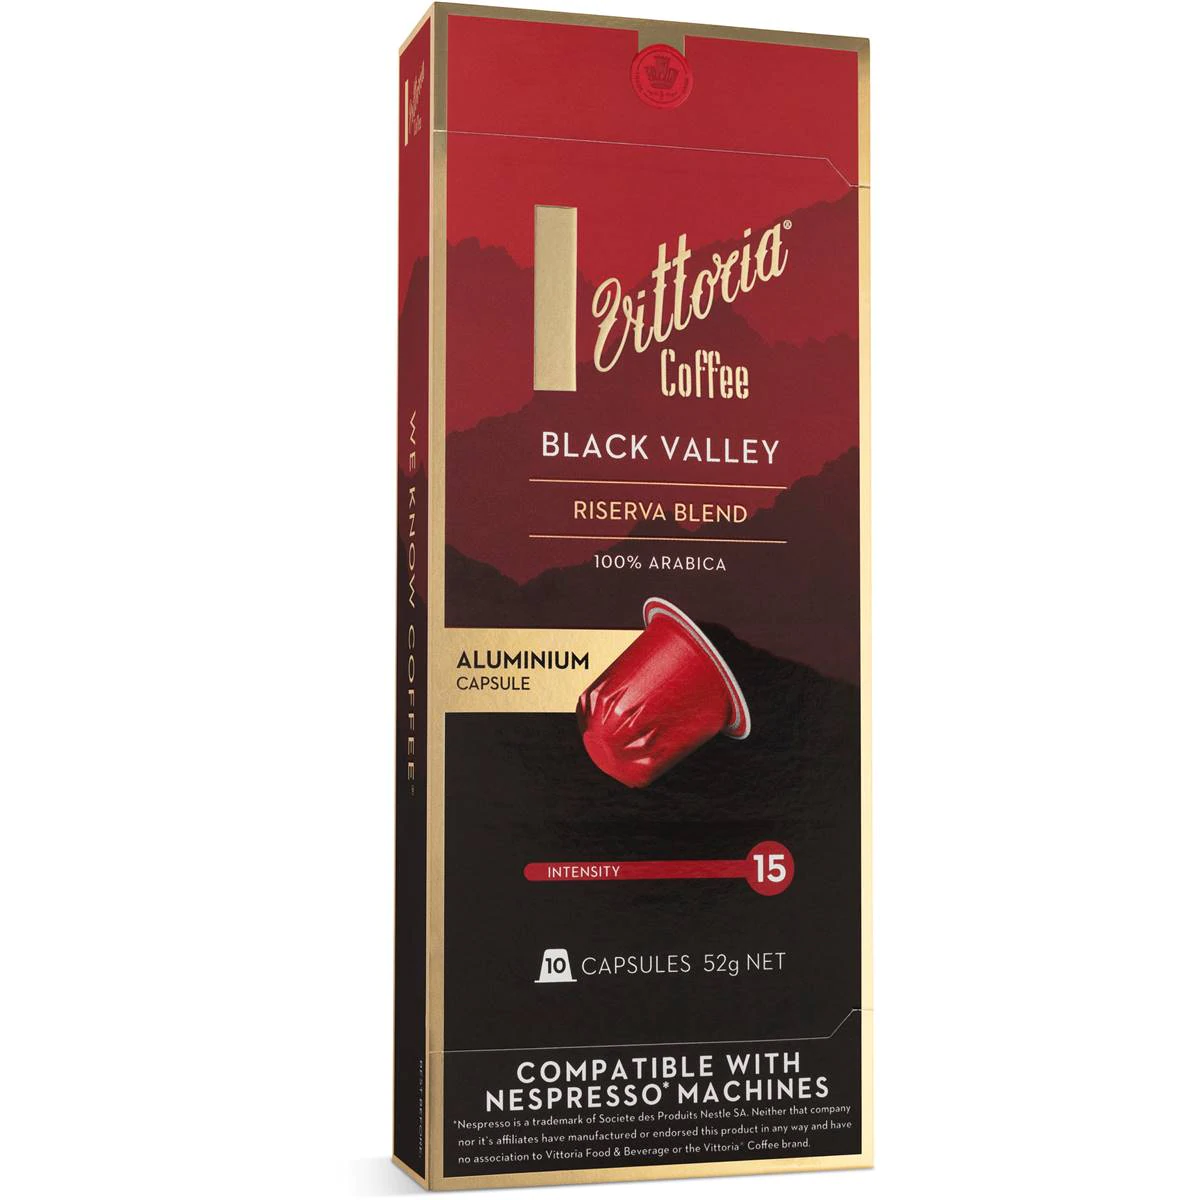 Vittoria®
Coffee
BLACK VALLEY
RISERVA BLEND
100% ARABICA
ALUMINIUM
CAPSULE
INTENSITY 15
10 CAPSULES 52g NET
COMPATIBLE WITH
NESPRESSO* MACHINES
*Nespresso is a trademark of Societe des Produits Nestle SA. Neither that company
nor it's affiliates have manufactured or endorsed this product in any way and have
no association to Vittoria Food & Beverage or the Vittoria® Coffee brand.
Vittoria
Coffee
WE KNOW COFFEE®
BEST BEFORE: